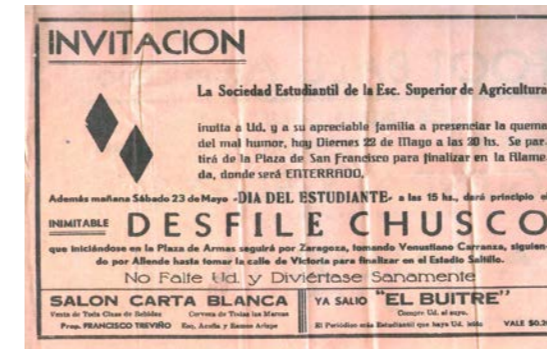 INVITACION
La Sociedad Estudiantil de la Esc. Superior de Agricultura
invita a Ud. y a su apreciable familia a presenciar la quema
del mal humor, hoy Viernes 22 de Mayo a las 20 hs. Se par-
tirá de la Plaza de San Francisco para finalizar en la Alame
da, donde será ENTERRADO.
Además mañana Sábado 23 de Mayo -DIA DEL ESTUDIANTE- a las 15 hs., dará principio el
INIMITABLE DESFILE CHUSCO
que iniciándose en la Plaza de Armas seguirá por Zaragoza, tomando Venustiano Carranza, siguien-
do por Allende hasta tomar la calle de Victoria para finalizar en el Estadio Saltillo.
No Falte Ud. y Diviértase Sanamente
SALON CARTA BLANCA
Venta de Toda Clase de Bebidas Cerveza de Todas las Marcas
Prop. FRANCISCO TREVIÑO Esq. Acuña y Ramos Arizpe
YA SALIO "EL BUITRE"
Compre Ud. el suyo.
El Periódico más Estudiantil que haya Ud. leído VALE $0.20